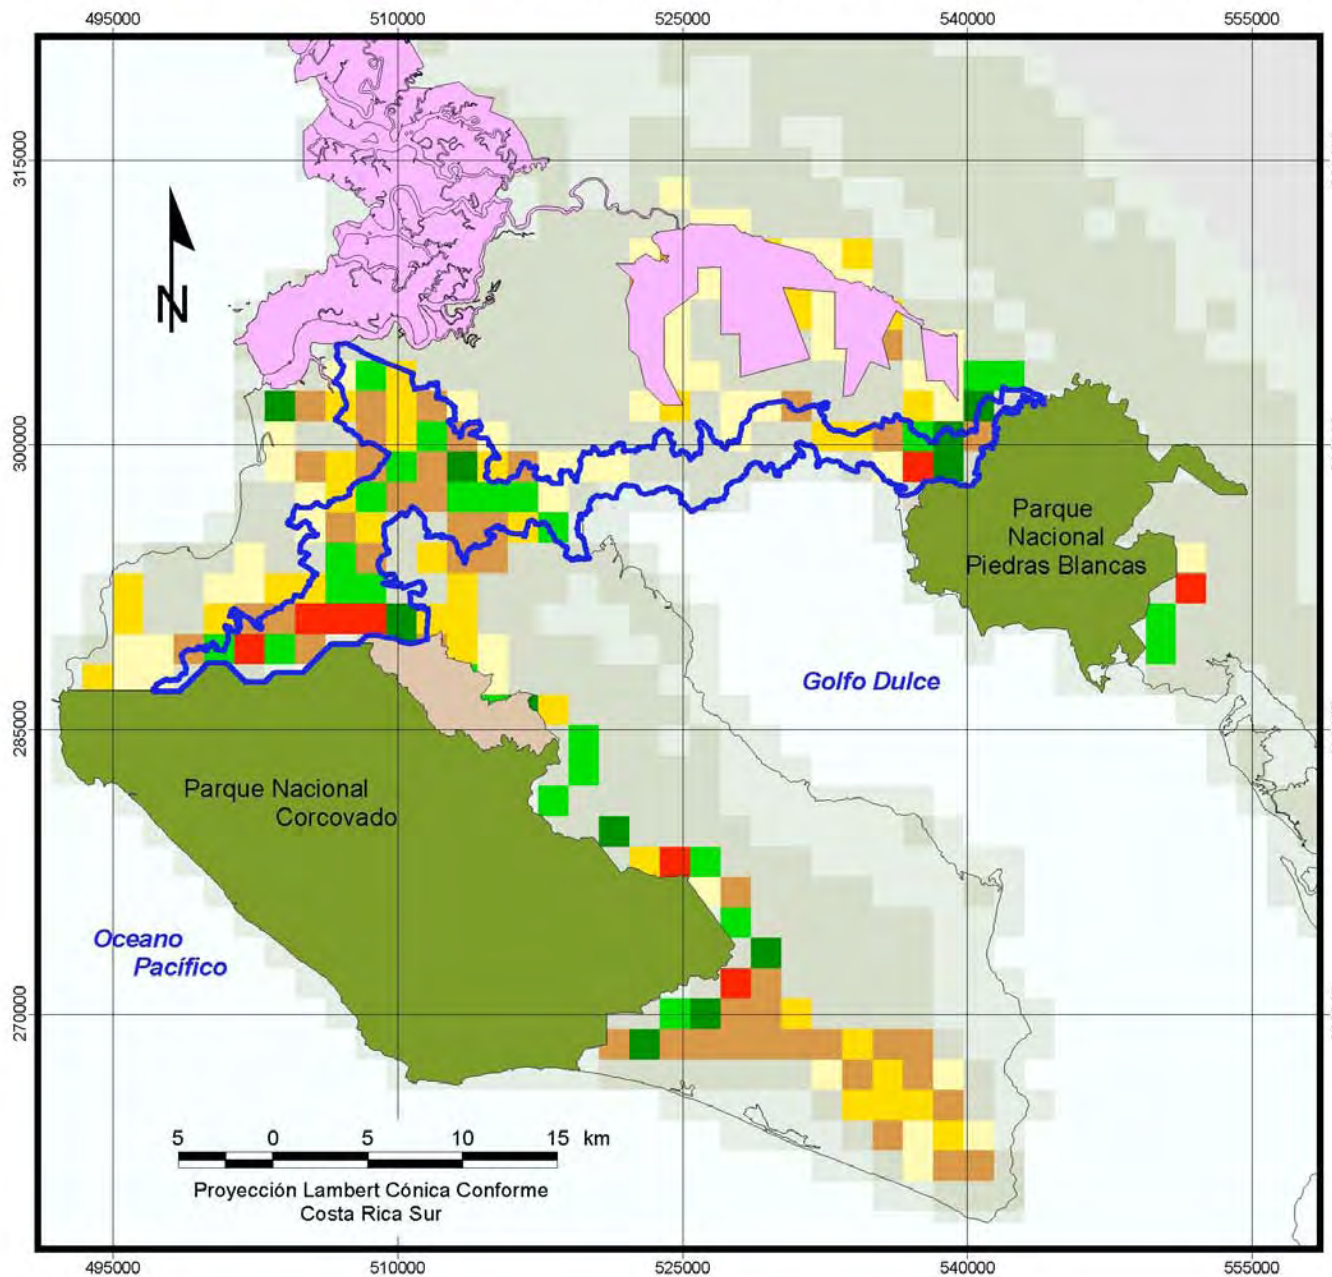 495000 510000 525000 540000 555000
315000
N
300000
Parque
Nacional
Piedras Blancas
Golfo Dulce
285000
Parque Nacional
Corcovado
Oceano
Pacífico
270000
5 0 5 10 15 km
Proyección Lambert Cónica Conforme
Costa Rica Sur
495000 510000 525000 540000 555000